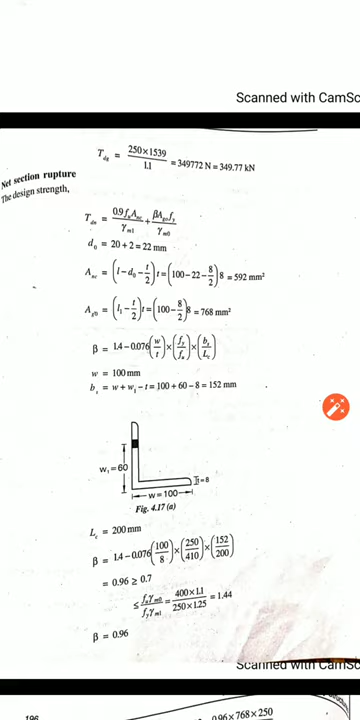 Scanned with CamSc
T_dg = 250×1539 / 1.1 = 349772 N = 349.77 kN
Net section rupture
The design strength,
T_dn = 0.9 f_u A_nc / γ_m1 + βA_go f_y / γ_m0
d_0 = 20 + 2 = 22 mm
A_nc = (l − d_0 − t/2) t = (100 − 22 − 8/2) 8 = 592 mm²
A_g0 = (l_1 − t/2) t = (100 − 8/2) 8 = 768 mm²
β = 1.4 − 0.076 (w/t) × (f_y/f_u) × (b_s/L_c)
w = 100 mm
b_s = w + w_1 − t = 100 + 60 − 8 = 152 mm
w_1 = 60
t = 8
w = 100
Fig. 4.17 (a)
L_c = 200 mm
β = 1.4 − 0.076 (100/8) × (250/410) × (152/200)
= 0.96 ≥ 0.7
≤ f_u γ_m0 / f_y γ_m1 = 400 × 1.1 / 250 × 1.25 = 1.44
β = 0.96
Scanned with CamSc
196
0.96 × 768 × 250